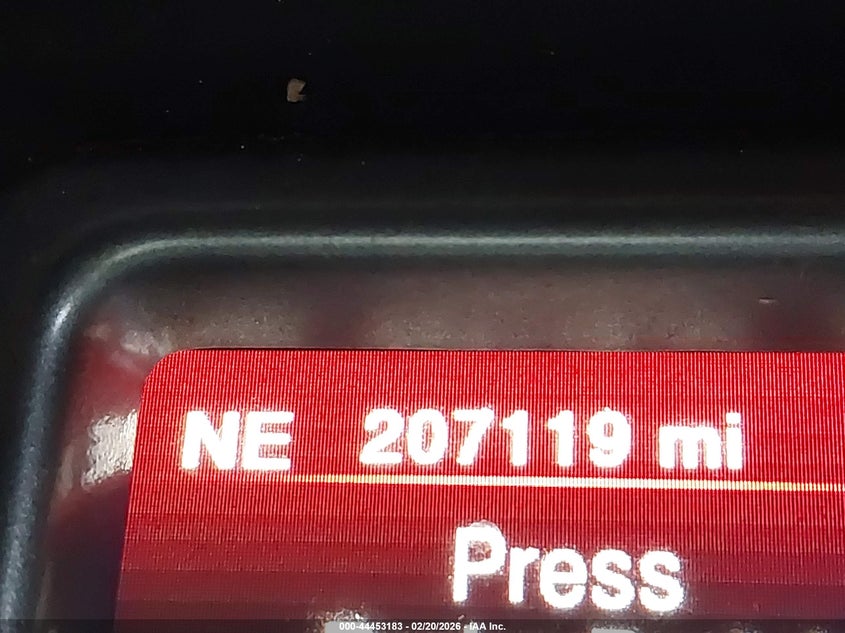 NE 207119 mi
Press
000-44453183 - 02/20/2026 - IAA Inc.